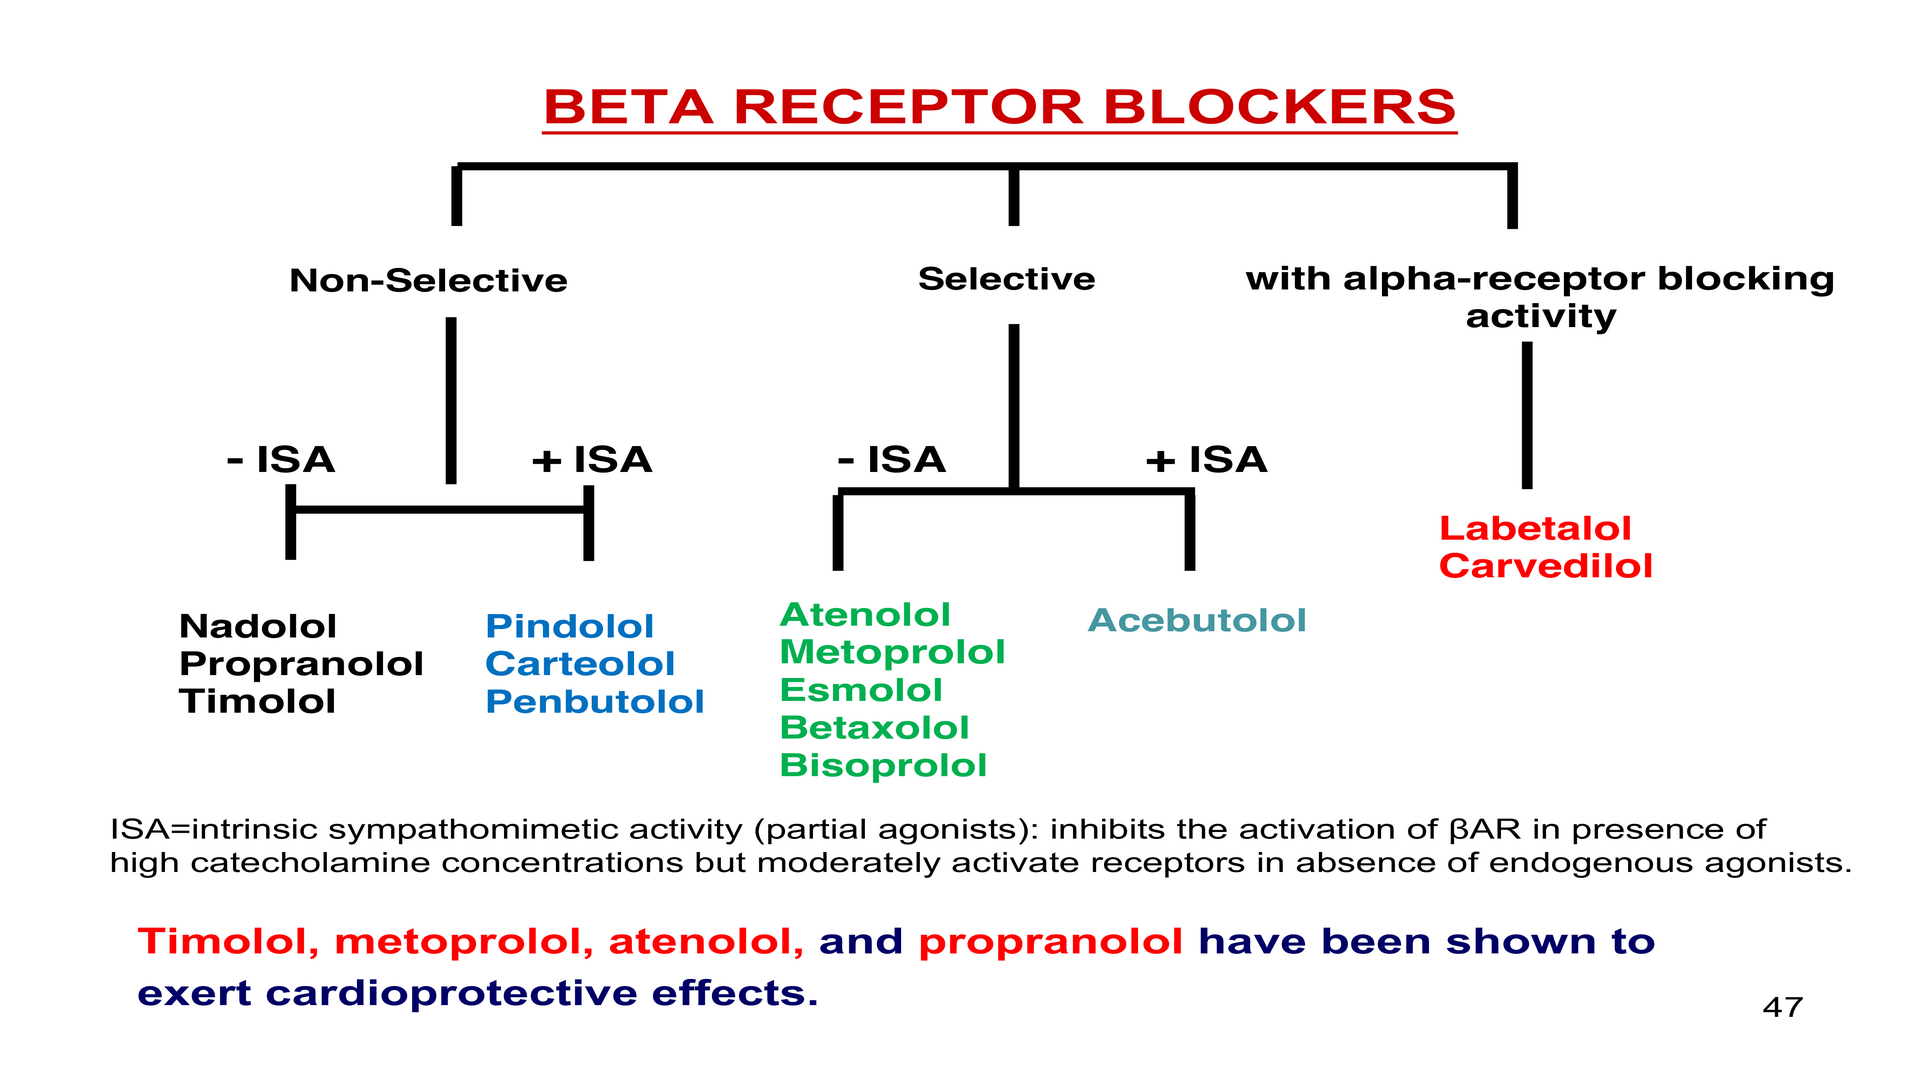 BETA RECEPTOR BLOCKERS
Non-Selective
Selective
with alpha-receptor blocking
activity
- ISA
+ ISA
- ISA
+ ISA
Nadolol
Propranolol
Timolol
Pindolol
Carteolol
Penbutolol
Atenolol
Metoprolol
Esmolol
Betaxolol
Bisoprolol
Acebutolol
Labetalol
Carvedilol
ISA=intrinsic sympathomimetic activity (partial agonists): inhibits the activation of βAR in presence of
high catecholamine concentrations but moderately activate receptors in absence of endogenous agonists.
Timolol, metoprolol, atenolol, and propranolol have been shown to
exert cardioprotective effects.
47